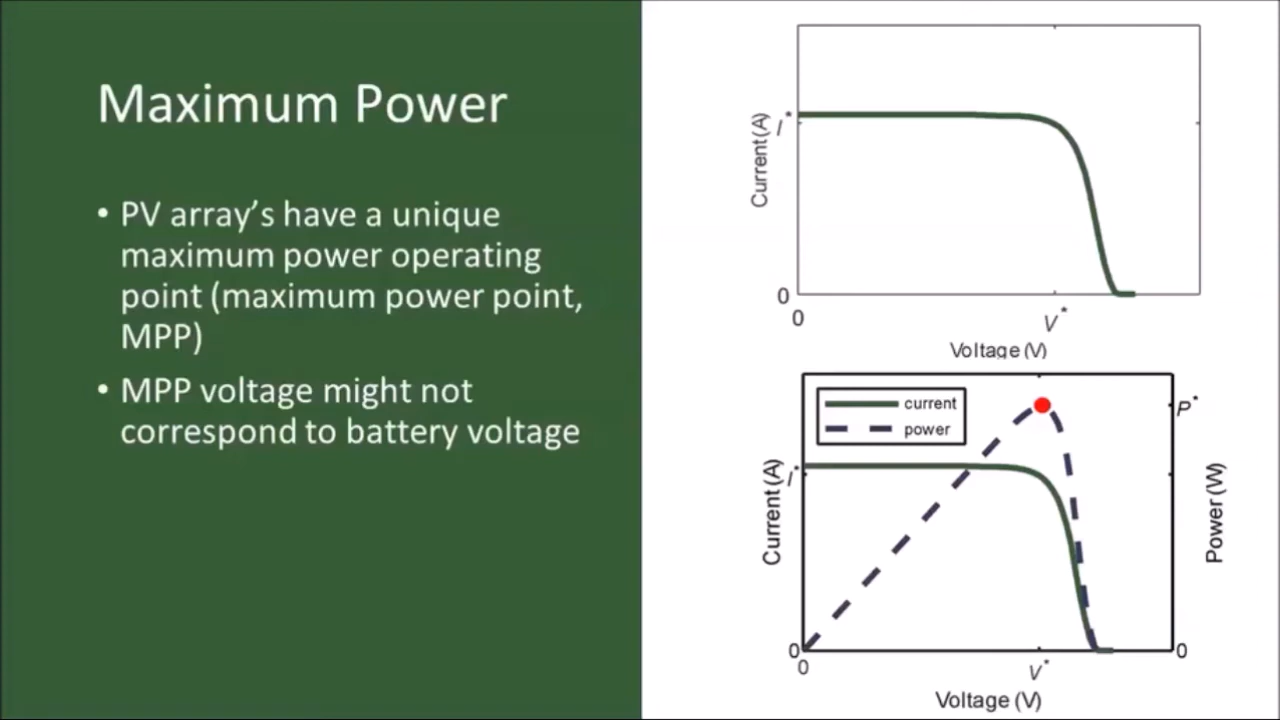 Maximum Power
• PV array's have a unique
maximum power operating
point (maximum power point,
MPP)
• MPP voltage might not
correspond to battery voltage
Current (A)
I*
0
0
V*
Voltage (V)
current
power
P*
Current (A)
I*
Power (W)
0
0
0
V*
Voltage (V)